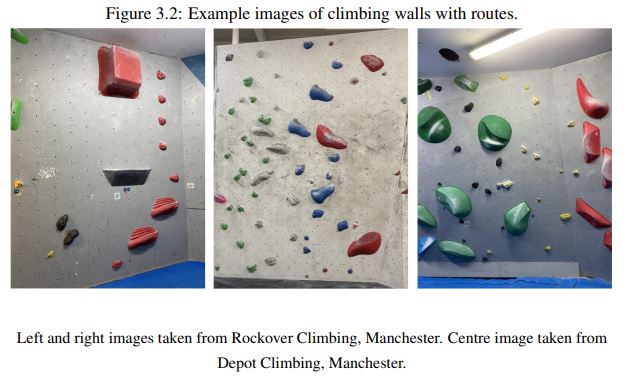 Figure 3.2: Example images of climbing walls with routes.
Left and right images taken from Rockover Climbing, Manchester. Centre image taken from
Depot Climbing, Manchester.